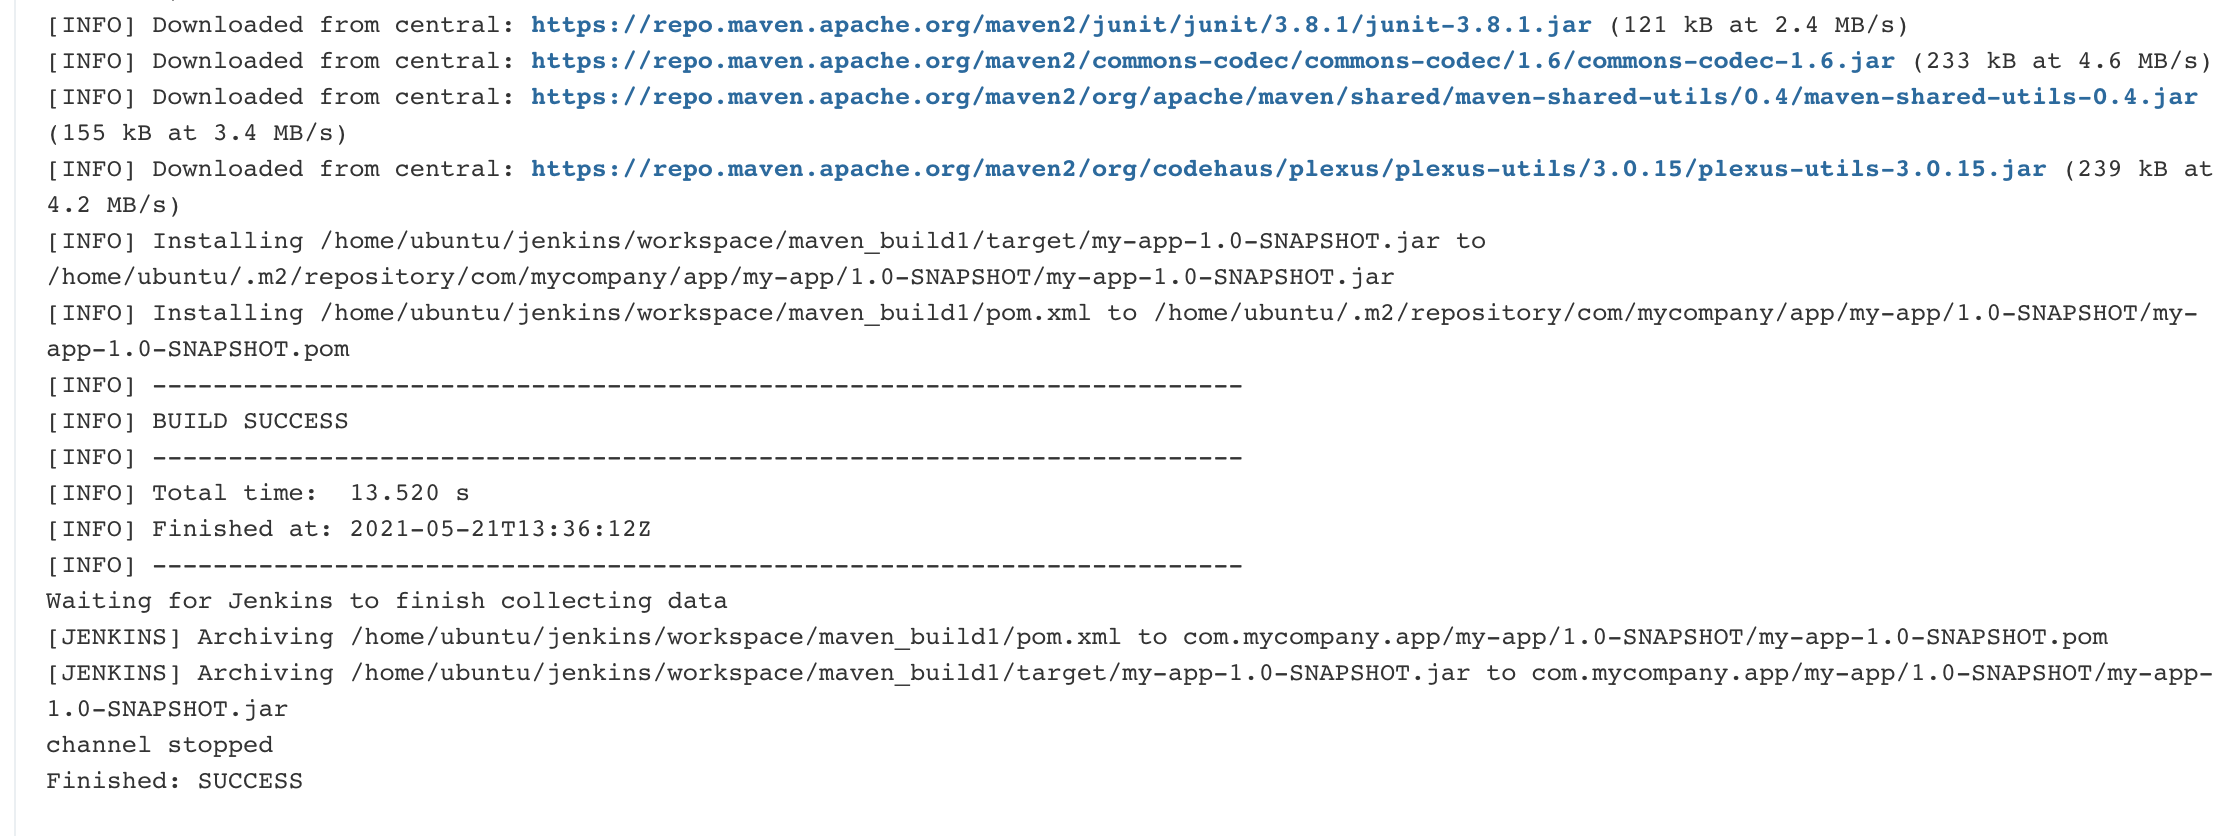 [INFO] Downloaded from central: https://repo.maven.apache.org/maven2/junit/junit/3.8.1/junit-3.8.1.jar (121 kB at 2.4 MB/s)
[INFO] Downloaded from central: https://repo.maven.apache.org/maven2/commons-codec/commons-codec/1.6/commons-codec-1.6.jar (233 kB at 4.6 MB/s)
[INFO] Downloaded from central: https://repo.maven.apache.org/maven2/org/apache/maven/shared/maven-shared-utils/0.4/maven-shared-utils-0.4.jar
(155 kB at 3.4 MB/s)
[INFO] Downloaded from central: https://repo.maven.apache.org/maven2/org/codehaus/plexus/plexus-utils/3.0.15/plexus-utils-3.0.15.jar (239 kB at
4.2 MB/s)
[INFO] Installing /home/ubuntu/jenkins/workspace/maven_build1/target/my-app-1.0-SNAPSHOT.jar to
/home/ubuntu/.m2/repository/com/mycompany/app/my-app/1.0-SNAPSHOT/my-app-1.0-SNAPSHOT.jar
[INFO] Installing /home/ubuntu/jenkins/workspace/maven_build1/pom.xml to /home/ubuntu/.m2/repository/com/mycompany/app/my-app/1.0-SNAPSHOT/my-
app-1.0-SNAPSHOT.pom
[INFO] ------------------------------------------------------------------------
[INFO] BUILD SUCCESS
[INFO] ------------------------------------------------------------------------
[INFO] Total time:  13.520 s
[INFO] Finished at: 2021-05-21T13:36:12Z
[INFO] ------------------------------------------------------------------------
Waiting for Jenkins to finish collecting data
[JENKINS] Archiving /home/ubuntu/jenkins/workspace/maven_build1/pom.xml to com.mycompany.app/my-app/1.0-SNAPSHOT/my-app-1.0-SNAPSHOT.pom
[JENKINS] Archiving /home/ubuntu/jenkins/workspace/maven_build1/target/my-app-1.0-SNAPSHOT.jar to com.mycompany.app/my-app/1.0-SNAPSHOT/my-app-
1.0-SNAPSHOT.jar
channel stopped
Finished: SUCCESS